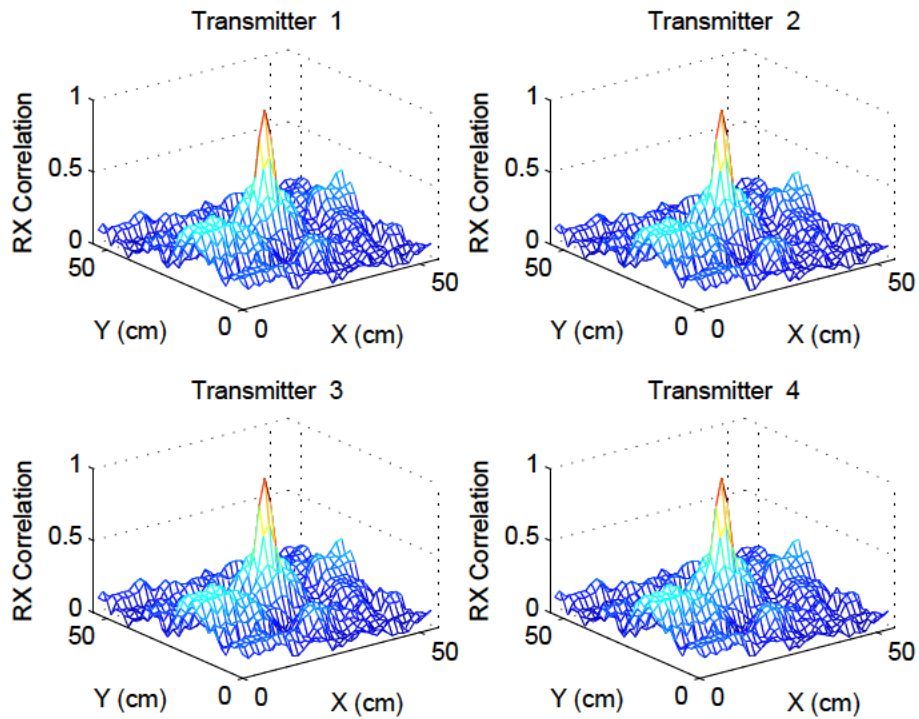 Transmitter 1
1
0.5
0
RX Correlation
50
0
Y (cm)
0
50
X (cm)
Transmitter 2
1
0.5
0
RX Correlation
50
0
Y (cm)
0
50
X (cm)
Transmitter 3
1
0.5
0
RX Correlation
50
0
Y (cm)
0
50
X (cm)
Transmitter 4
1
0.5
0
RX Correlation
50
0
Y (cm)
0
50
X (cm)